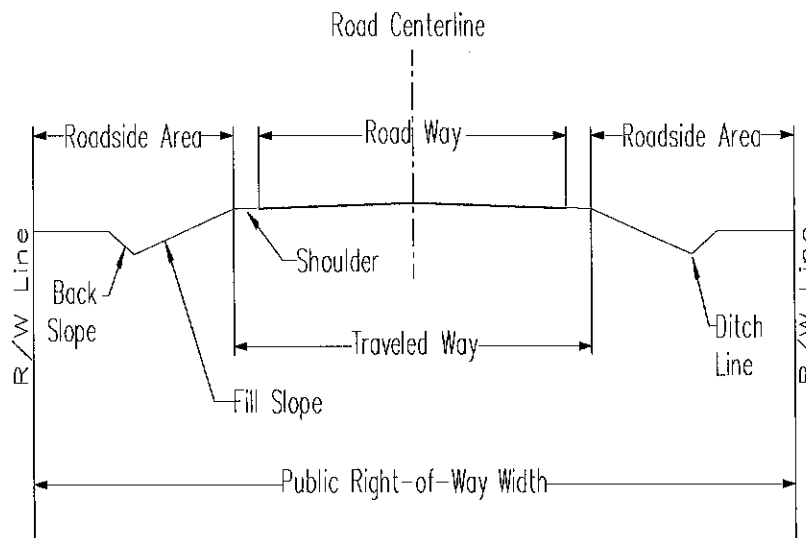 Road Centerline
Roadside Area
Road Way
Roadside Area
R/W Line
R/W Line
Shoulder
Back
Slope
Ditch
Line
Traveled Way
Fill Slope
Public Right-of-Way Width